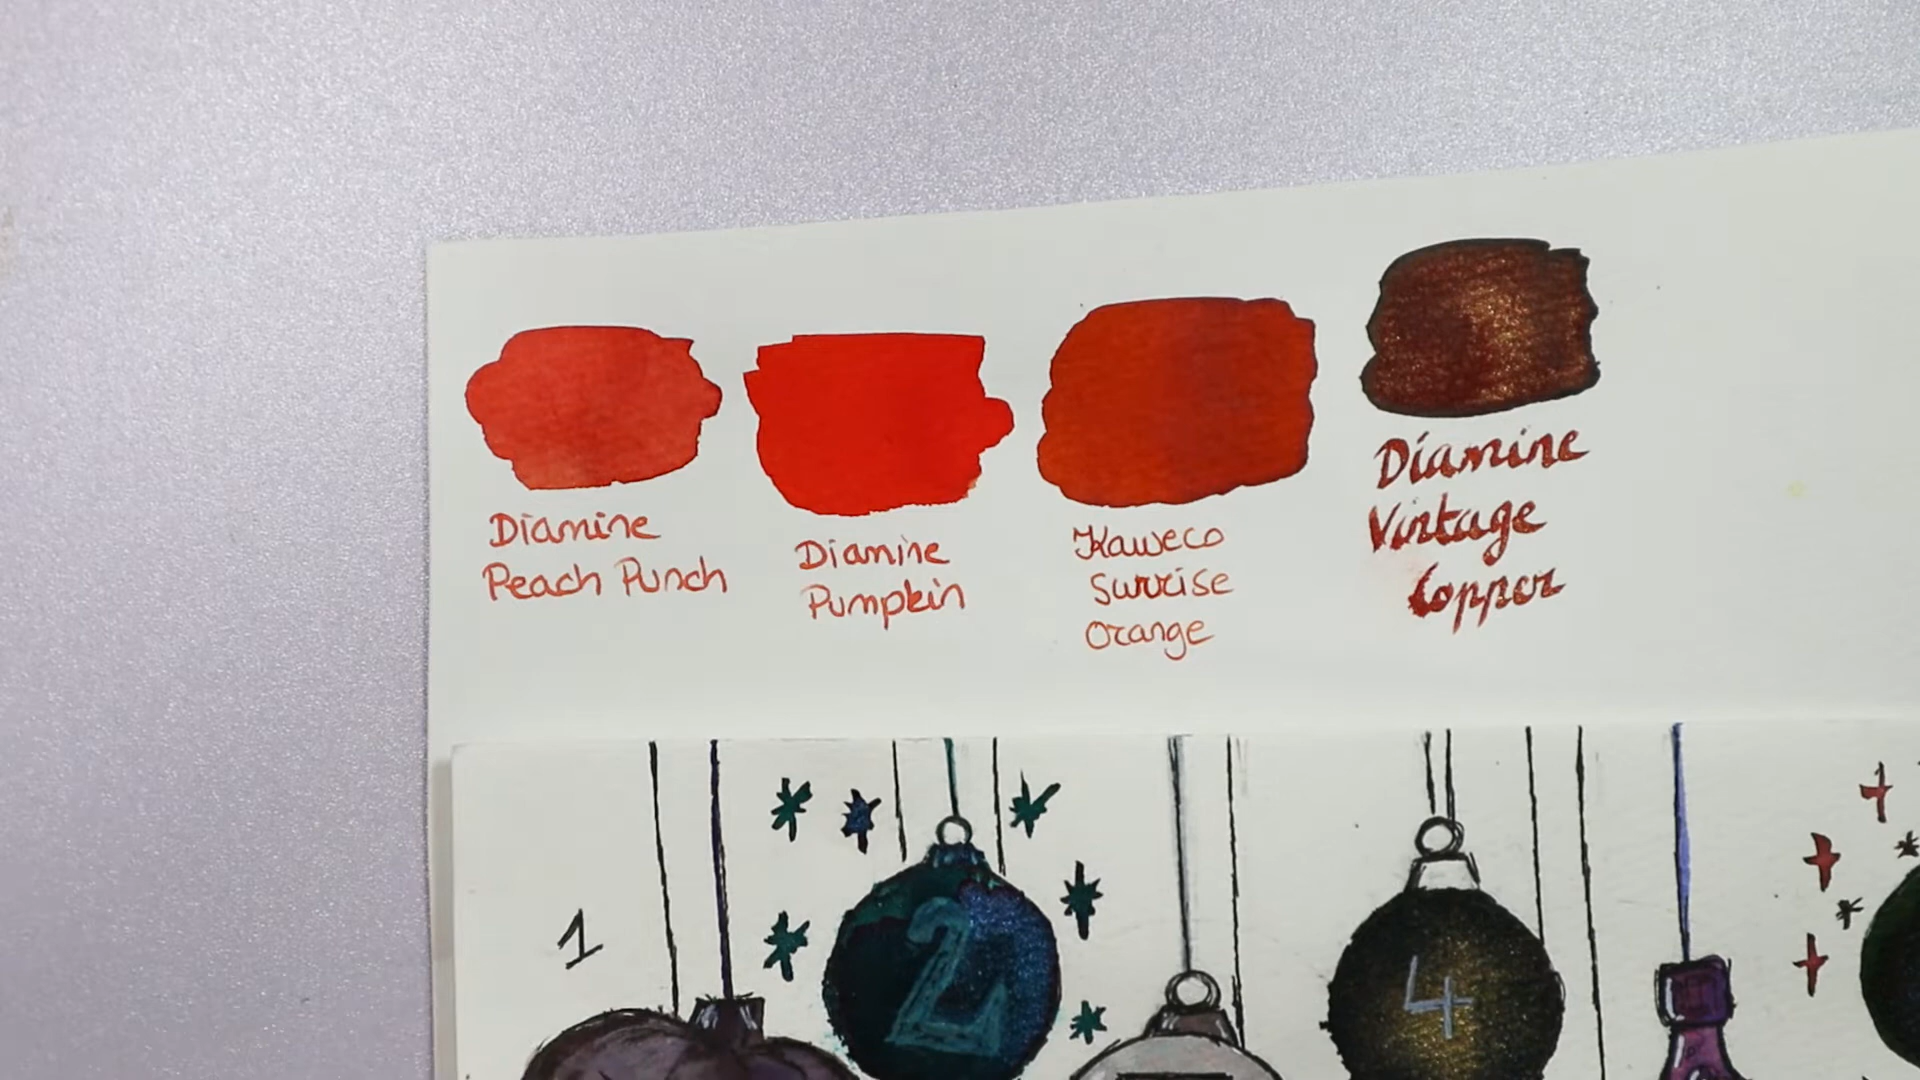 Diamine
Peach Punch
Diamine
Pumpkin
Kaweco
Sunrise
Orange
Diamine
Vintage
Copper
1
2
4